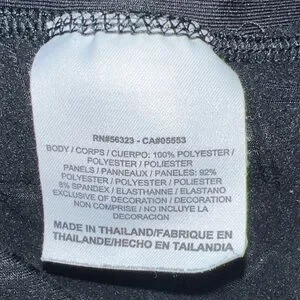 RN#56323 - CA#05553
BODY / CORPS / CUERPO: 100% POLYESTER /
POLYESTER / POLIESTER
PANELS / PANNEAUX / PANELES: 92%
POLYESTER / POLYESTER / POLIESTER
8% SPANDEX / ELASTHANNE / ELASTANO
EXCLUSIVE OF DECORATION / DECORATION
NON COMPRISE / NO INCLUYE LA
DECORACION
MADE IN THAILAND/FABRIQUE EN
THAILANDE/HECHO EN TAILANDIA